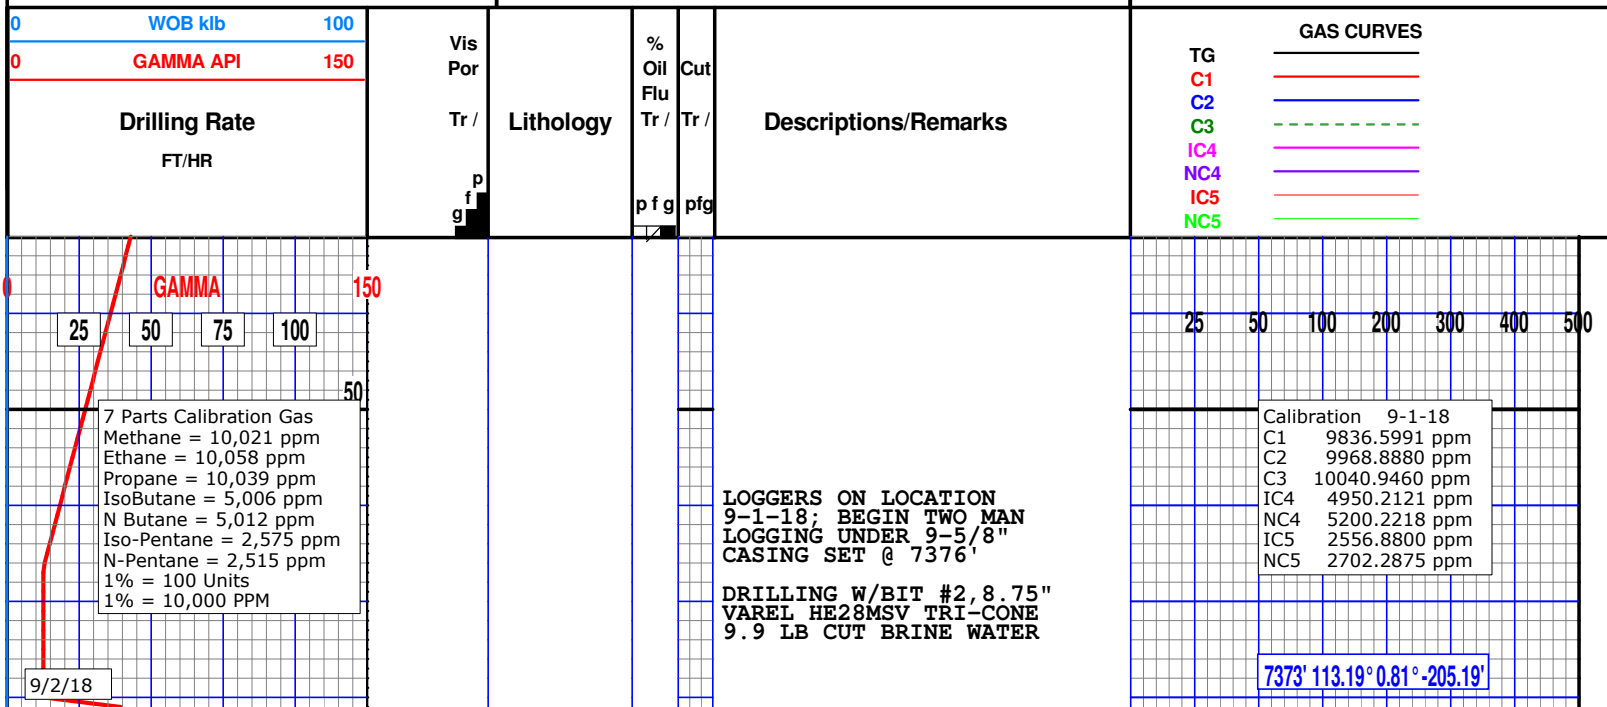 0 WOB klb 100
0 GAMMA API 150
Drilling Rate
FT/HR
Vis
Por
Tr /
p
f
g
Lithology
%
Oil
Flu
Tr /
p f g
Cut
Tr /
pfg
Descriptions/Remarks
GAS CURVES
TG
C1
C2
C3
IC4
NC4
IC5
NC5
0 GAMMA 150
25 50 75 100
50
7 Parts Calibration Gas
Methane = 10,021 ppm
Ethane = 10,058 ppm
Propane = 10,039 ppm
IsoButane = 5,006 ppm
N Butane = 5,012 ppm
Iso-Pentane = 2,575 ppm
N-Pentane = 2,515 ppm
1% = 100 Units
1% = 10,000 PPM
9/2/18
LOGGERS ON LOCATION
9-1-18; BEGIN TWO MAN
LOGGING UNDER 9-5/8"
CASING SET @ 7376'
DRILLING W/BIT #2,8.75"
VAREL HE28MSV TRI-CONE
9.9 LB CUT BRINE WATER
25 50 100 200 300 400 500
Calibration 9-1-18
C1 9836.5991 ppm
C2 9968.8880 ppm
C3 10040.9460 ppm
IC4 4950.2121 ppm
NC4 5200.2218 ppm
IC5 2556.8800 ppm
NC5 2702.2875 ppm
7373' 113.19° 0.81° -205.19'